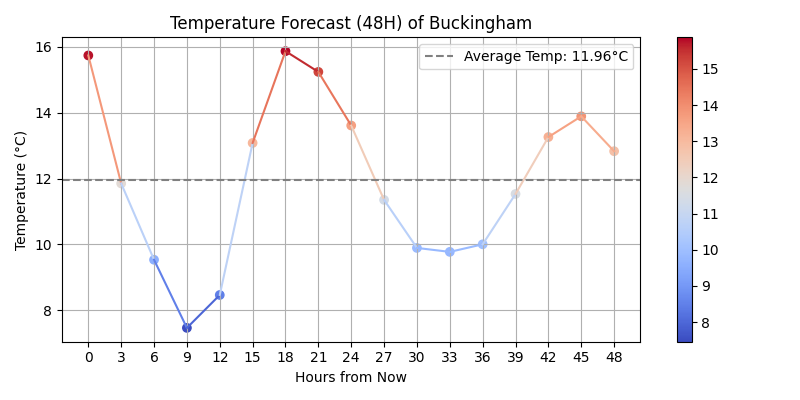 Temperature Forecast (48H) of Buckingham
Average Temp: 11.96°C
Temperature (°C)
16
14
12
10
8
0 3 6 9 12 15 18 21 24 27 30 33 36 39 42 45 48
Hours from Now
15
14
13
12
11
10
9
8